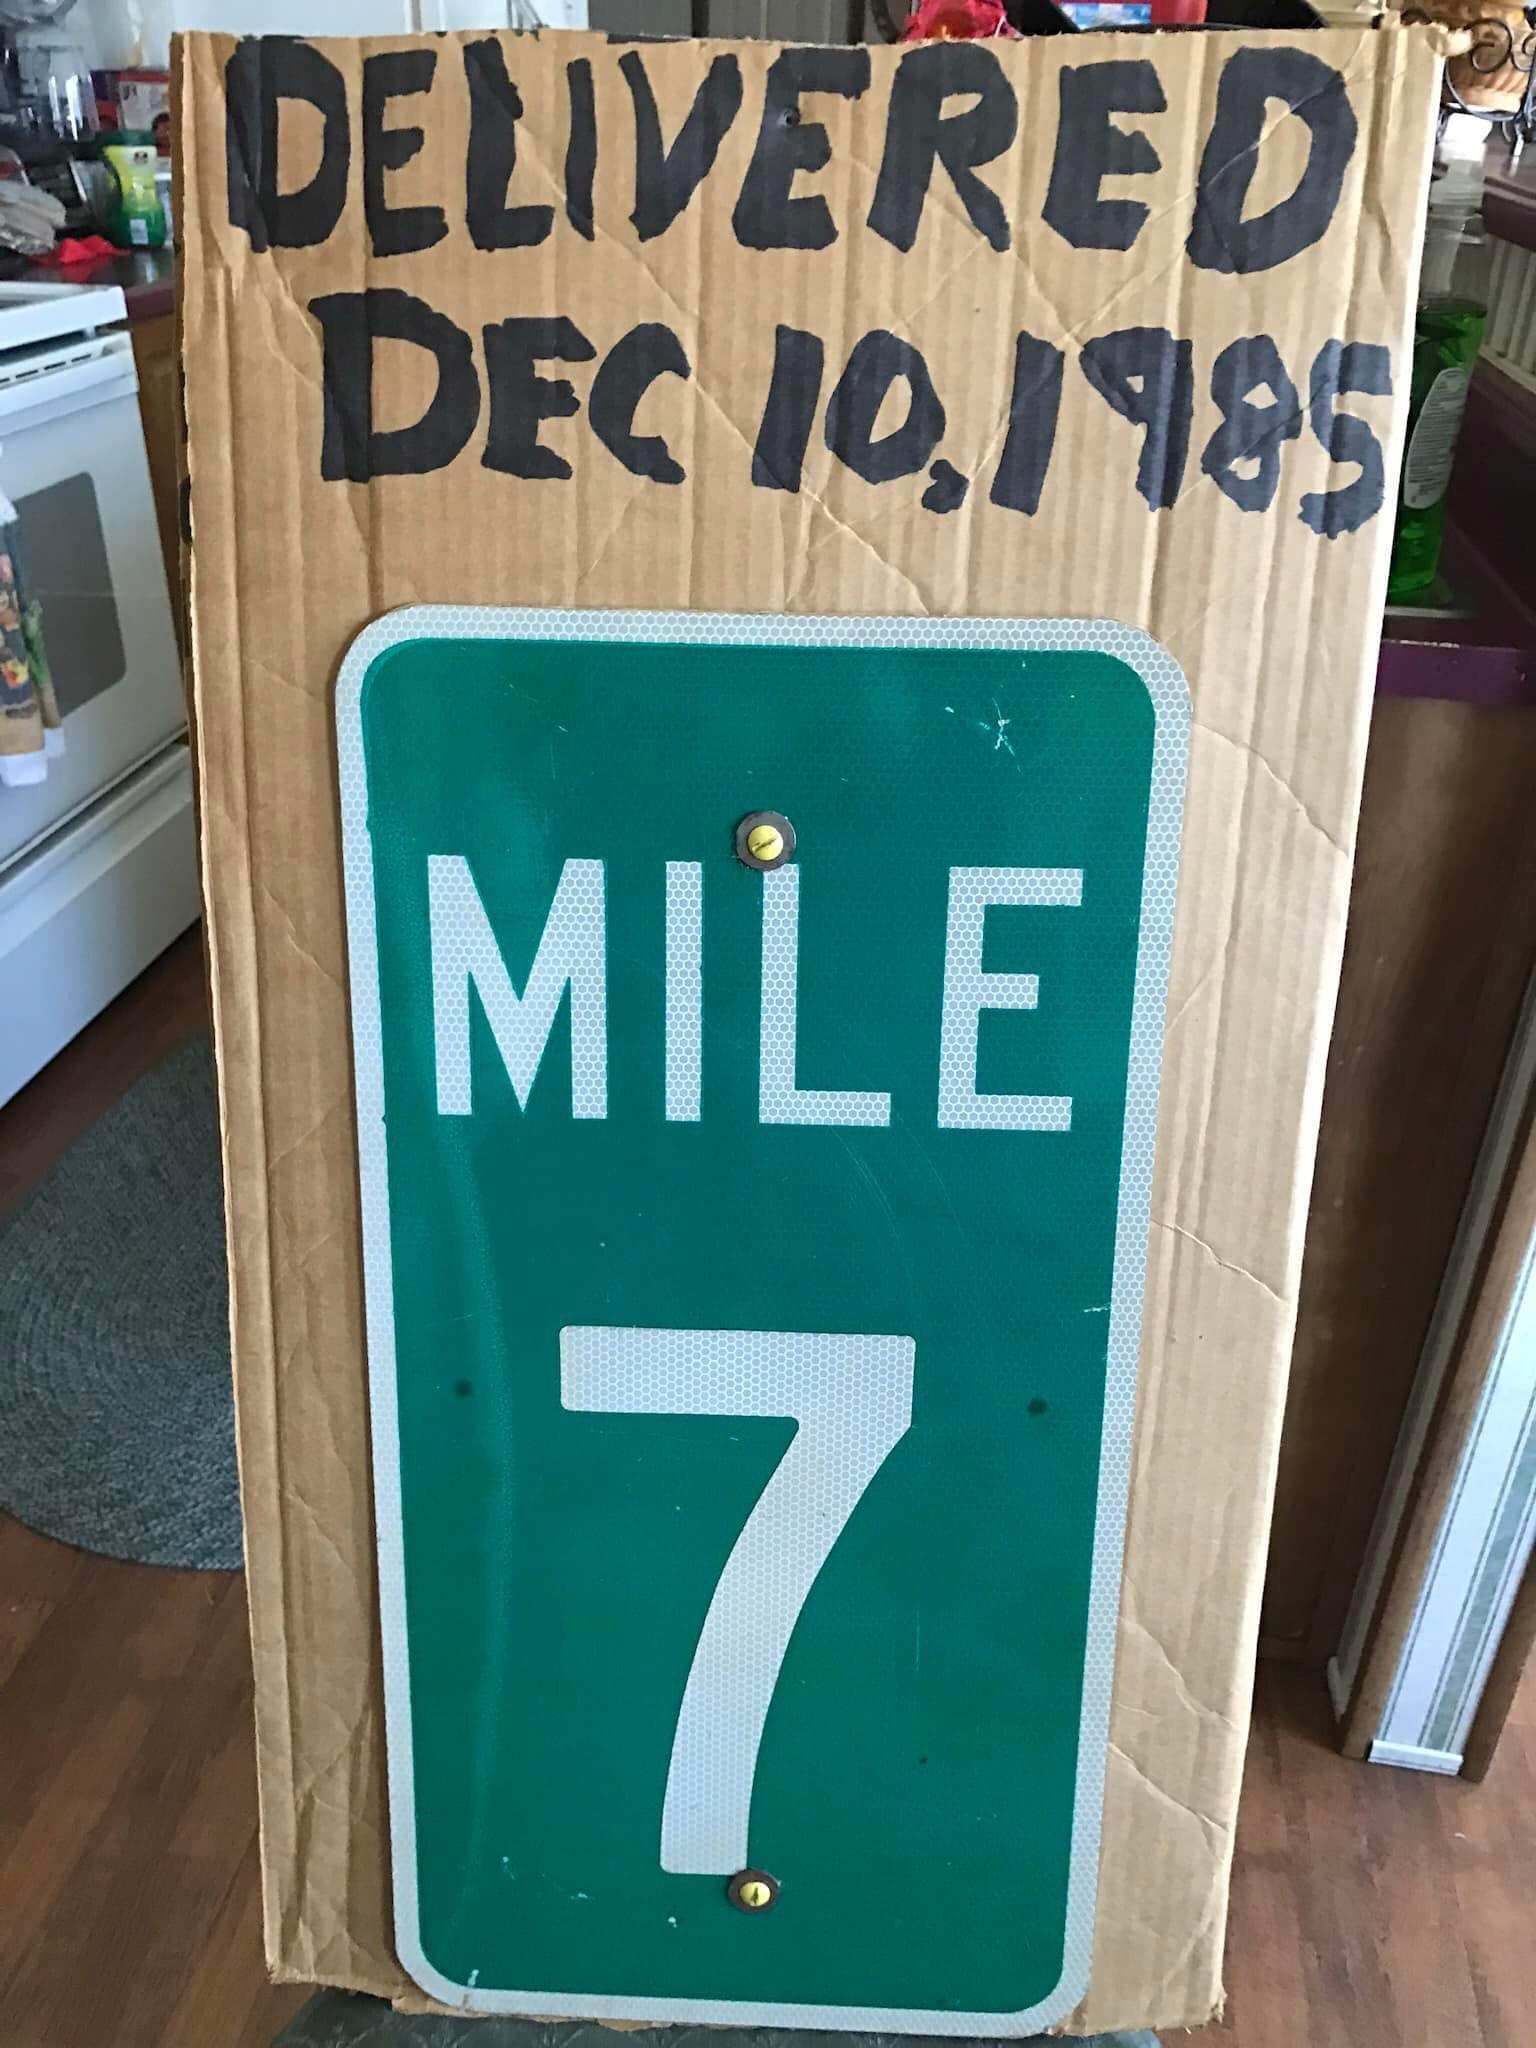 DELIVERED
DEC 10, 1985
MILE
7